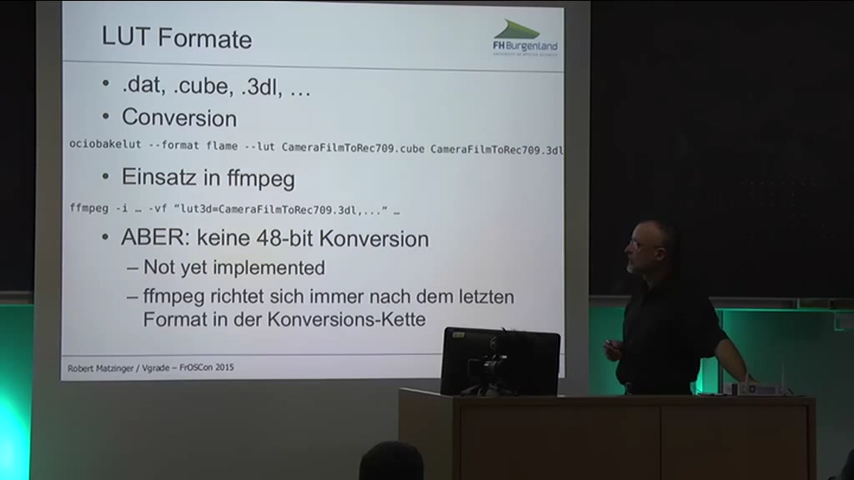 LUT Formate
FH Burgenland
• .dat, .cube, .3dl, …
• Conversion
ociobakelut --format flame --lut CameraFilmToRec709.cube CameraFilmToRec709.3dl
• Einsatz in ffmpeg
ffmpeg -i … -vf "lut3d=CameraFilmToRec709.3dl,..." …
• ABER: keine 48-bit Konversion
– Not yet implemented
– ffmpeg richtet sich immer nach dem letzten
Format in der Konversions-Kette
Robert Matzinger / Vgrade – FrOSCon 2015